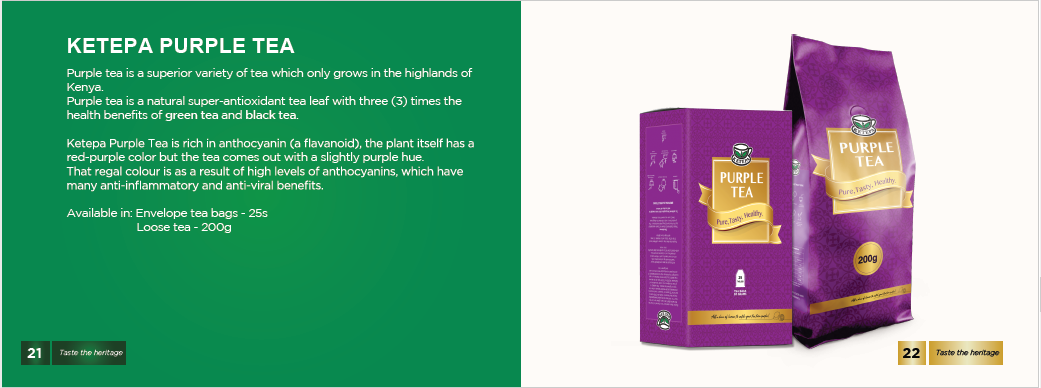 KETEPA PURPLE TEA
Purple tea is a superior variety of tea which only grows in the highlands of
Kenya.
Purple tea is a natural super-antioxidant tea leaf with three (3) times the
health benefits of green tea and black tea.
Ketepa Purple Tea is rich in anthocyanin (a flavanoid), the plant itself has a
red-purple color but the tea comes out with a slightly purple hue.
That regal colour is as a result of high levels of anthocyanins, which have
many anti-inflammatory and anti-viral benefits.
Available in: Envelope tea bags - 25s
Loose tea - 200g
21
Taste the heritage
KETEPA
PURPLE
TEA
Pure, Tasty, Healthy.
25
KETEPA
KETEPA
PURPLE
TEA
Pure, Tasty, Healthy.
200g
22
Taste the heritage